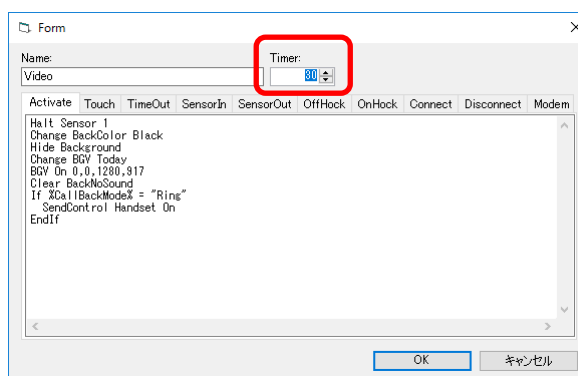 Form
Name:
Timer:
Video
80
Activate Touch TimeOut SensorIn SensorOut OffHock OnHock Connect Disconnect Modem
Halt Sensor 1
Change BackColor Black
Hide Background
Change BGV Today
BGV On 0,0,1280,917
Clear BackNoSound
If %CallBackMode% = "Ring"
SendControl Handset On
EndIf
OK
キャンセル